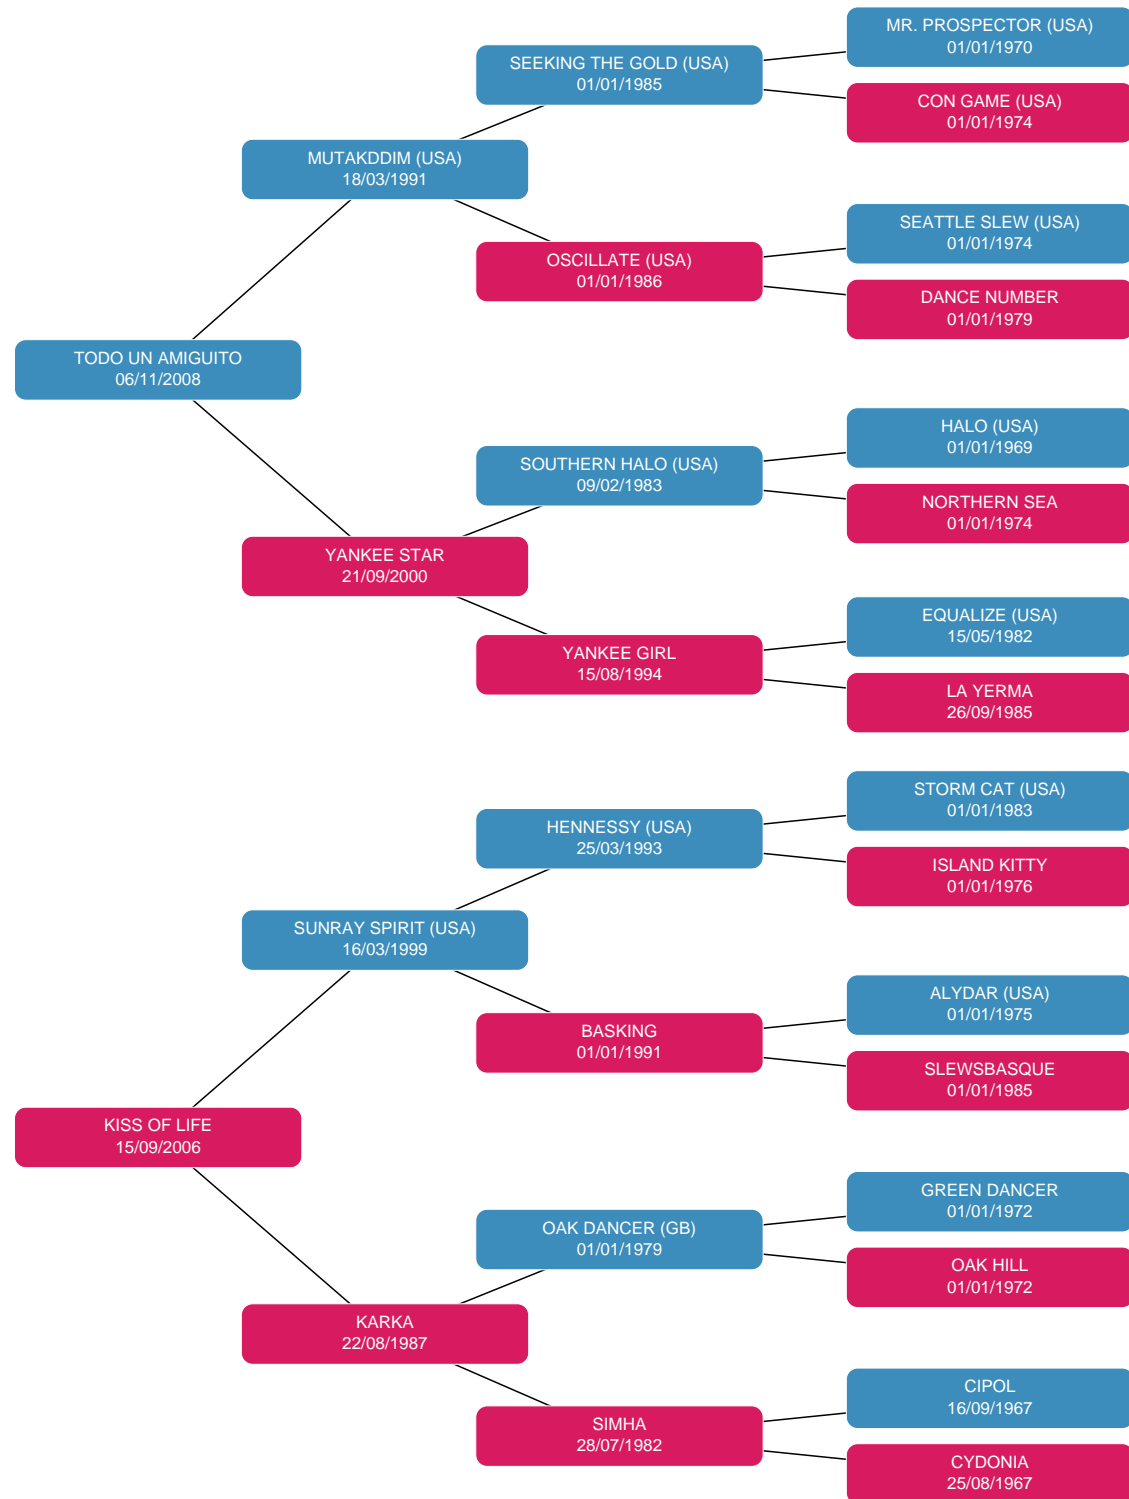 MR. PROSPECTOR (USA)
01/01/1970
SEEKING THE GOLD (USA)
01/01/1985
CON GAME (USA)
01/01/1974
MUTAKDDIM (USA)
18/03/1991
SEATTLE SLEW (USA)
01/01/1974
OSCILLATE (USA)
01/01/1986
DANCE NUMBER
01/01/1979
TODO UN AMIGUITO
06/11/2008
HALO (USA)
01/01/1969
SOUTHERN HALO (USA)
09/02/1983
NORTHERN SEA
01/01/1974
YANKEE STAR
21/09/2000
EQUALIZE (USA)
15/05/1982
YANKEE GIRL
15/08/1994
LA YERMA
26/09/1985
STORM CAT (USA)
01/01/1983
HENNESSY (USA)
25/03/1993
ISLAND KITTY
01/01/1976
SUNRAY SPIRIT (USA)
16/03/1999
ALYDAR (USA)
01/01/1975
BASKING
01/01/1991
SLEWSBASQUE
01/01/1985
KISS OF LIFE
15/09/2006
GREEN DANCER
01/01/1972
OAK DANCER (GB)
01/01/1979
OAK HILL
01/01/1972
KARKA
22/08/1987
CIPOL
16/09/1967
SIMHA
28/07/1982
CYDONIA
25/08/1967